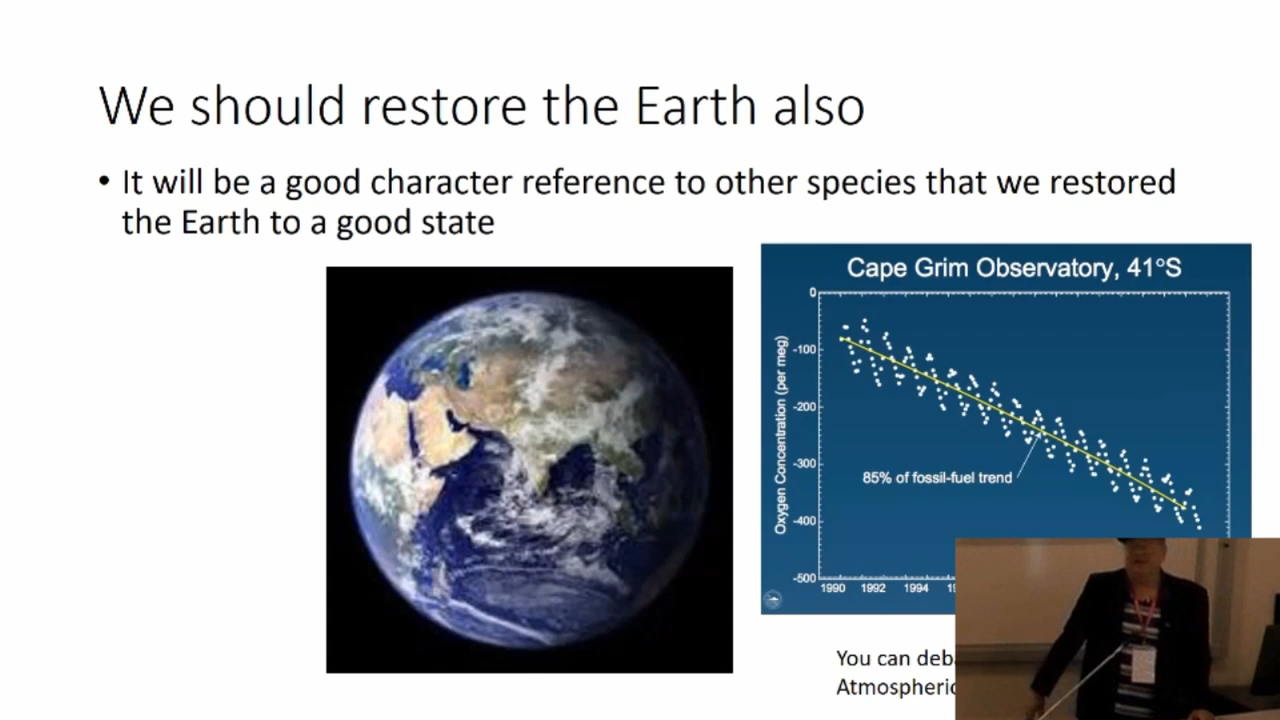 We should restore the Earth also
• It will be a good character reference to other species that we restored
the Earth to a good state
Cape Grim Observatory, 41°S
Oxygen Concentration (per meg)
0
-100
-200
-300
-400
-500
85% of fossil-fuel trend
1990 1992 1994
You can
Atmospheric